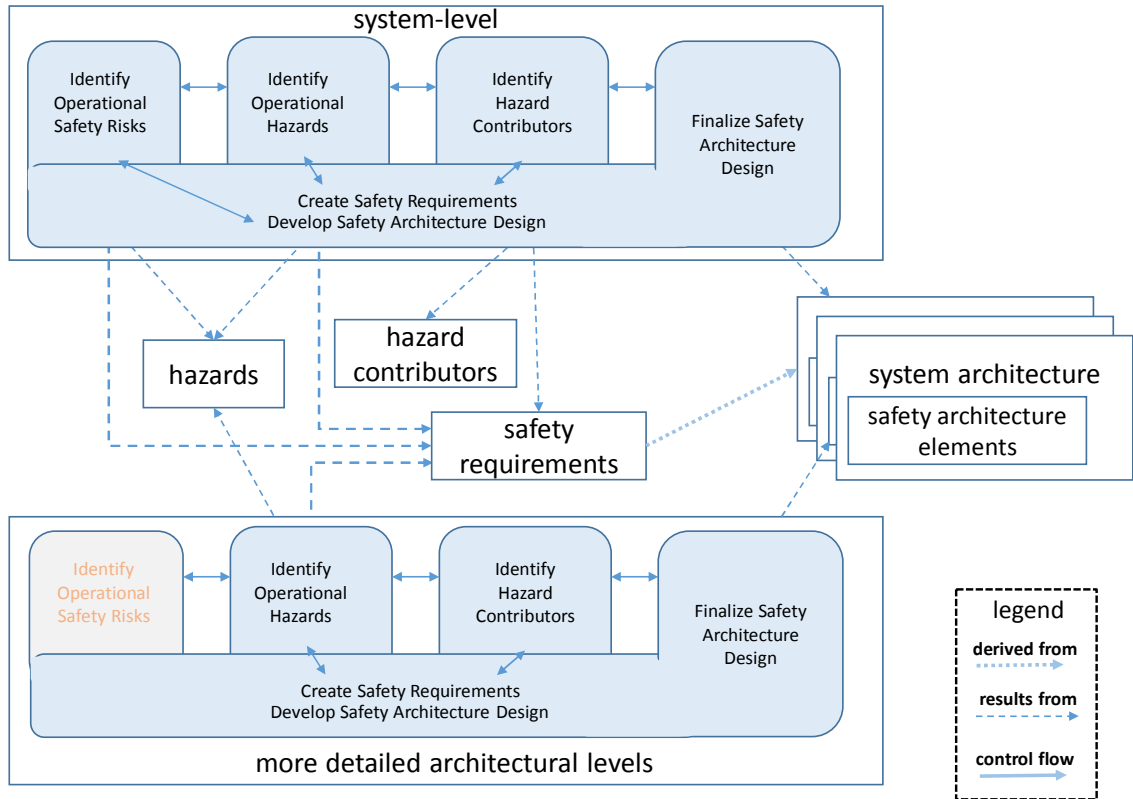 system-level
Identify
Operational
Safety Risks
Identify
Operational
Hazards
Identify
Hazard
Contributors
Finalize Safety
Architecture
Design
Create Safety Requirements
Develop Safety Architecture Design
hazards
hazard
contributors
safety
requirements
system architecture
safety architecture
elements
Identify
Operational
Safety Risks
Identify
Operational
Hazards
Identify
Hazard
Contributors
Finalize Safety
Architecture
Design
Create Safety Requirements
Develop Safety Architecture Design
more detailed architectural levels
legend
derived from
results from
control flow